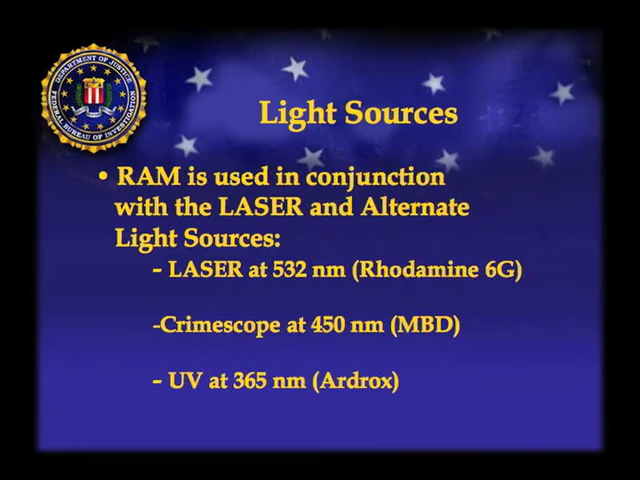 DEPARTMENT OF JUSTICE
FEDERAL BUREAU OF INVESTIGATION
Light Sources
• RAM is used in conjunction
with the LASER and Alternate
Light Sources:
- LASER at 532 nm (Rhodamine 6G)
-Crimescope at 450 nm (MBD)
- UV at 365 nm (Ardrox)